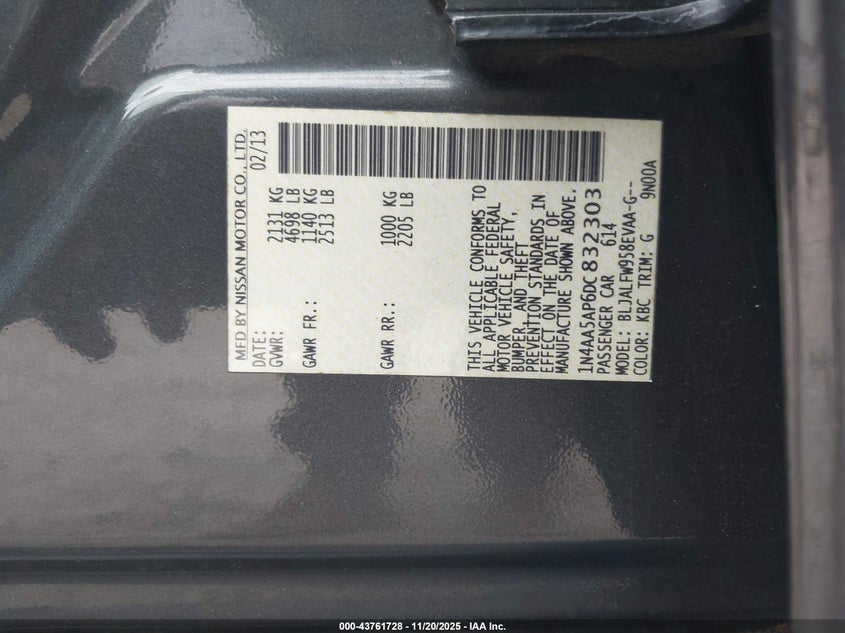 MFD BY NISSAN MOTOR CO., LTD.
DATE: 02/13
GVWR: 2131 KG
4698 LB
GAWR FR.: 1140 KG
2513 LB
GAWR RR.: 1000 KG
2205 LB
THIS VEHICLE CONFORMS TO
ALL APPLICABLE FEDERAL
MOTOR VEHICLE SAFETY,
BUMPER, AND THEFT
PREVENTION STANDARDS IN
EFFECT ON THE DATE OF
MANUFACTURE SHOWN ABOVE.
1N4AA5AP6DC832303
PASSENGER CAR 614
MODEL: BLJALFW958EVAA-G--
COLOR: KBC TRIM: G 9N00A
000-43761728 - 11/20/2025 - IAA Inc.